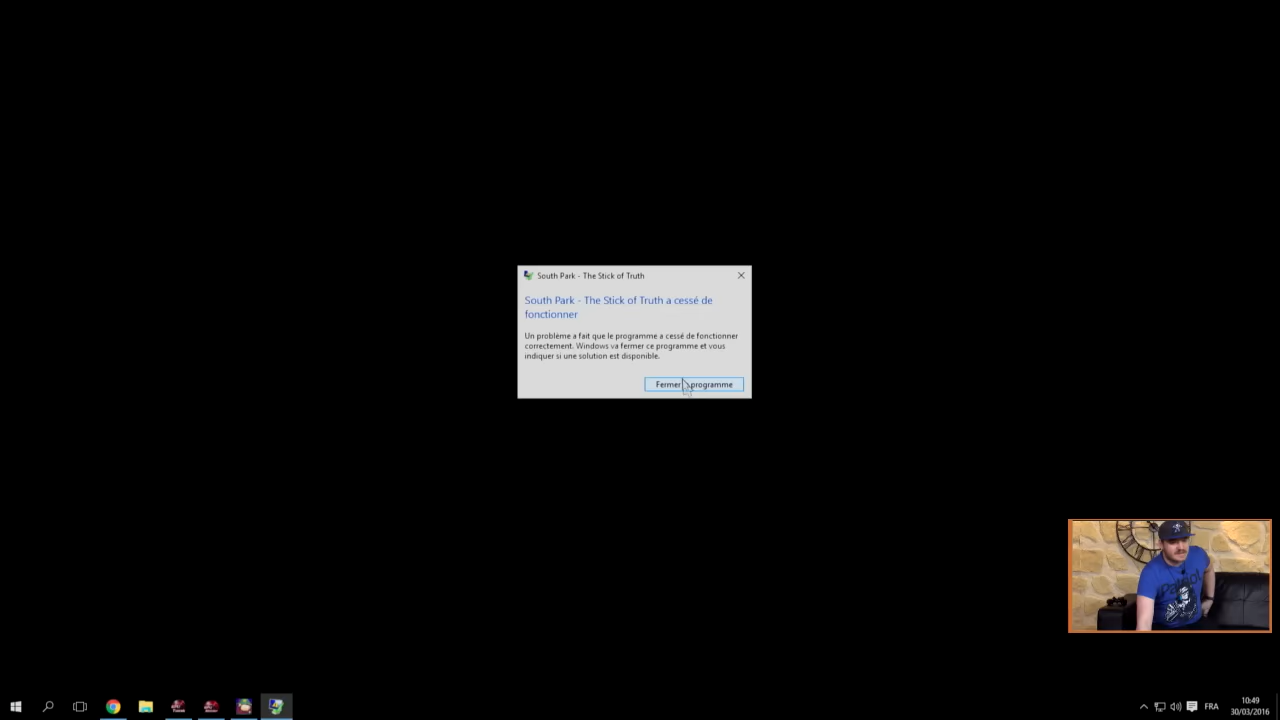 South Park - The Stick of Truth
South Park - The Stick of Truth a cessé de
fonctionner
Un problème a fait que le programme a cessé de fonctionner
correctement. Windows va fermer ce programme et vous
indiquer si une solution est disponible.
Fermer programme
FRA
10:49
30/03/2016